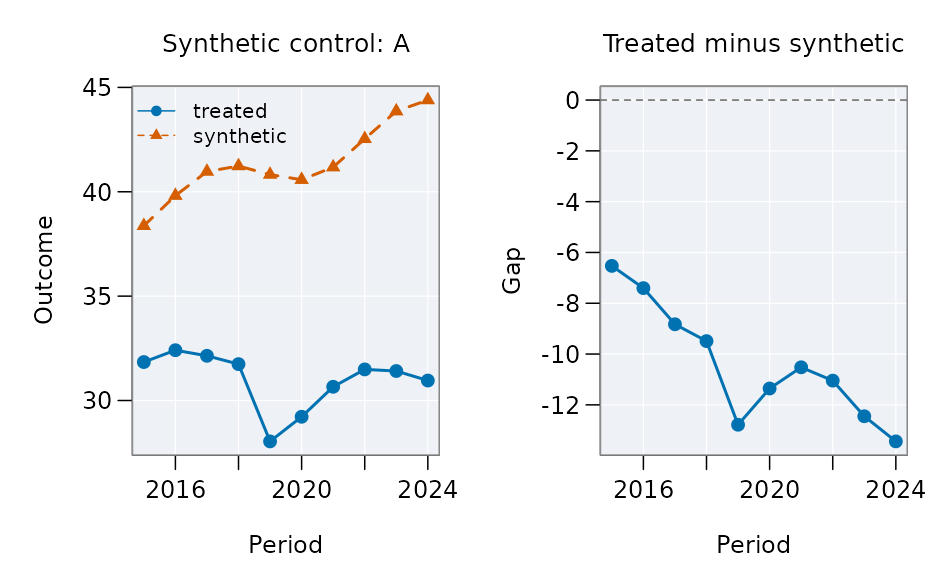 Synthetic control: A
45
40
35
30
Outcome
treated
synthetic
2016
2020
2024
Period
Treated minus synthetic
0
-2
-4
-6
-8
-10
-12
Gap
2016
2020
2024
Period